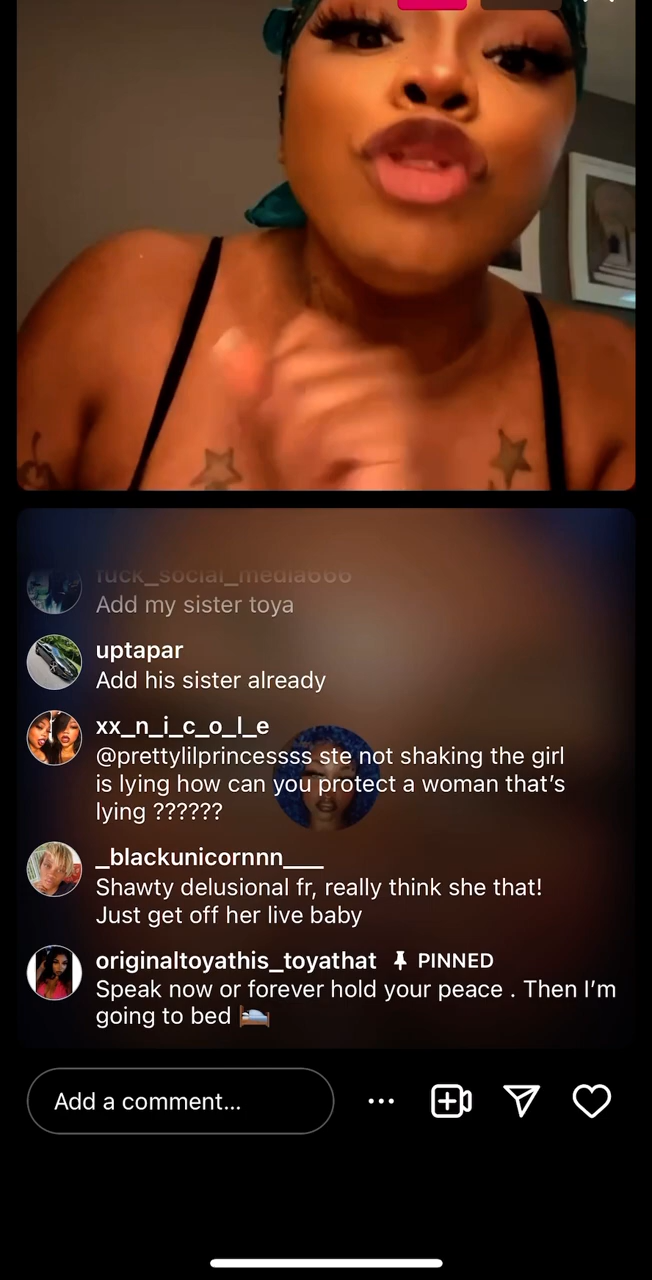 fuck_social_media666
Add my sister toya
uptapar
Add his sister already
xx_n_i_c_o_l_e
@prettylilprincessss ste not shaking the girl
is lying how can you protect a woman that's
lying ??????
_blackunicornnn____
Shawty delusional fr, really think she that!
Just get off her live baby
originaltoyathis_toyathat PINNED
Speak now or forever hold your peace . Then I'm
going to bed 🛌
Add a comment...